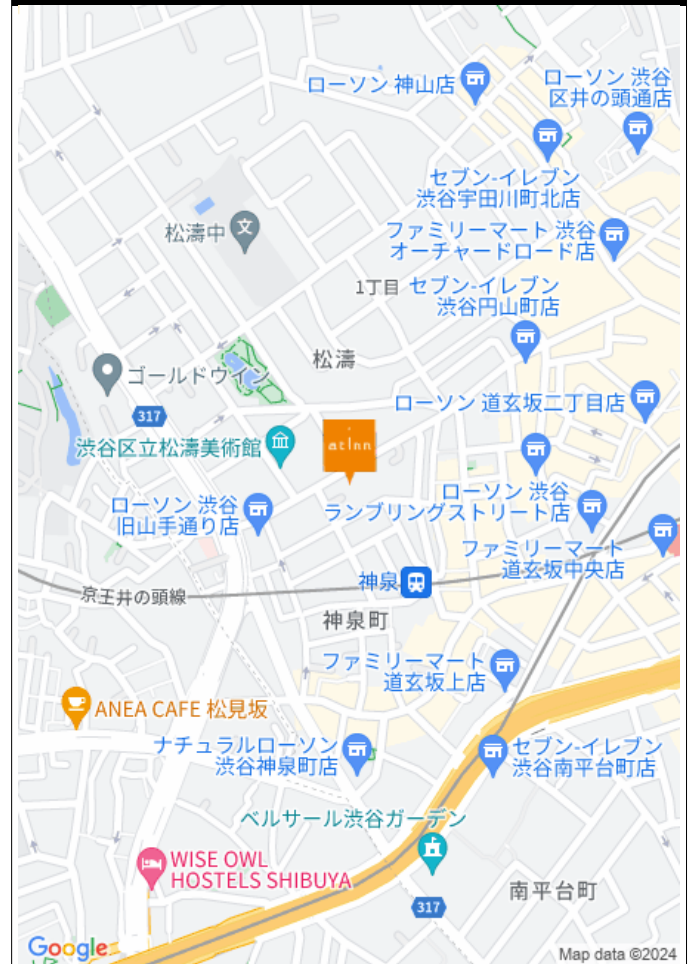 ローソン 神山店
ローソン 渋谷
区井の頭通店
セブン-イレブン
渋谷宇田川町北店
松濤中
文
ファミリーマート 渋谷
オーチャードロード店
1丁目
セブン-イレブン
渋谷円山町店
松濤
ゴールドウイン
317
ローソン 道玄坂二丁目店
atInn
渋谷区立松濤美術館
ローソン 渋谷
旧山手通り店
ローソン 渋谷
ランブリングストリート店
ファミリーマート
道玄坂中央店
神泉
京王井の頭線
神泉町
ファミリーマート
道玄坂上店
ANEA CAFE 松見坂
ナチュラルローソン
渋谷神泉町店
セブン-イレブン
渋谷南平台町店
ベルサール渋谷ガーデン
WISE OWL
HOSTELS SHIBUYA
南平台町
317
Google
Map data ©2024